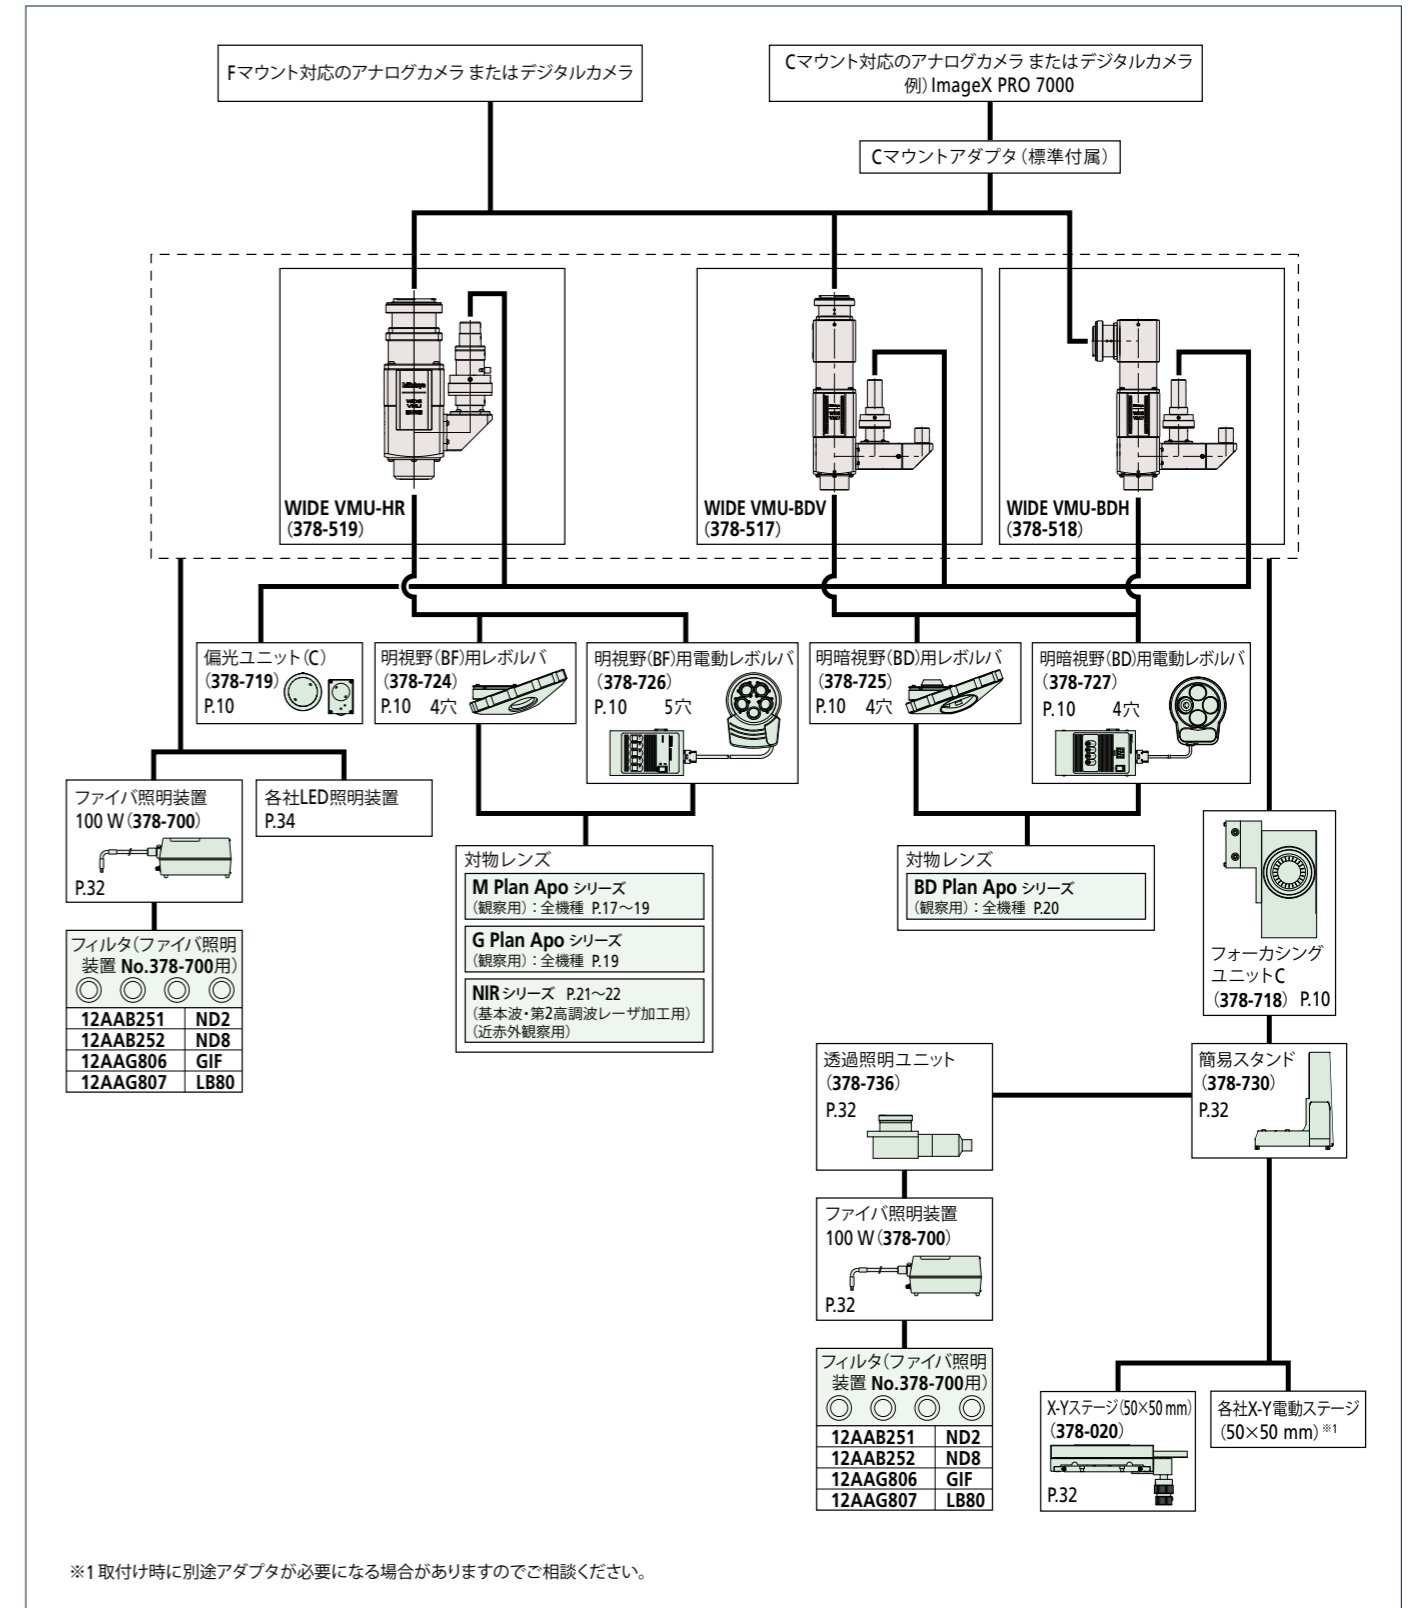 Fマウント対応のアナログカメラ またはデジタルカメラ
Cマウント対応のアナログカメラ またはデジタルカメラ
例) ImageX PRO 7000
Cマウントアダプタ（標準付属）
WIDE VMU-HR
（378-519）
WIDE VMU-BDV
（378-517）
WIDE VMU-BDH
（378-518）
偏光ユニット（C）
（378-719）
P.10
明視野(BF)用レボルバ
（378-724）
P.10 4穴
明視野(BF)用電動レボルバ
（378-726）
P.10 5穴
明暗視野(BD)用レボルバ
（378-725）
P.10 4穴
明暗視野(BD)用電動レボルバ
（378-727）
P.10 4穴
ファイバ照明装置
100 W（378-700）
P.32
各社LED照明装置
P.34
フィルタ（ファイバ照明
装置 No.378-700用）
12AAB251 ND2
12AAB252 ND8
12AAG806 GIF
12AAG807 LB80
対物レンズ
M Plan Apo シリーズ
（観察用）：全機種 P.17〜19
G Plan Apo シリーズ
（観察用）：全機種 P.19
NIRシリーズ P.21〜22
（基本波・第2高調波レーザ加工用）
（近赤外観察用）
対物レンズ
BD Plan Apo シリーズ
（観察用）：全機種 P.20
フォーカシング
ユニットC
（378-718） P.10
透過照明ユニット
（378-736）
P.32
簡易スタンド
（378-730）
P.32
ファイバ照明装置
100 W（378-700）
P.32
フィルタ（ファイバ照明
装置 No.378-700用）
12AAB251 ND2
12AAB252 ND8
12AAG806 GIF
12AAG807 LB80
X-Yステージ（50×50 mm）
（378-020）
P.32
各社X-Y電動ステージ
（50×50 mm）※1
※1 取付け時に別途アダプタが必要になる場合がありますのでご相談ください。